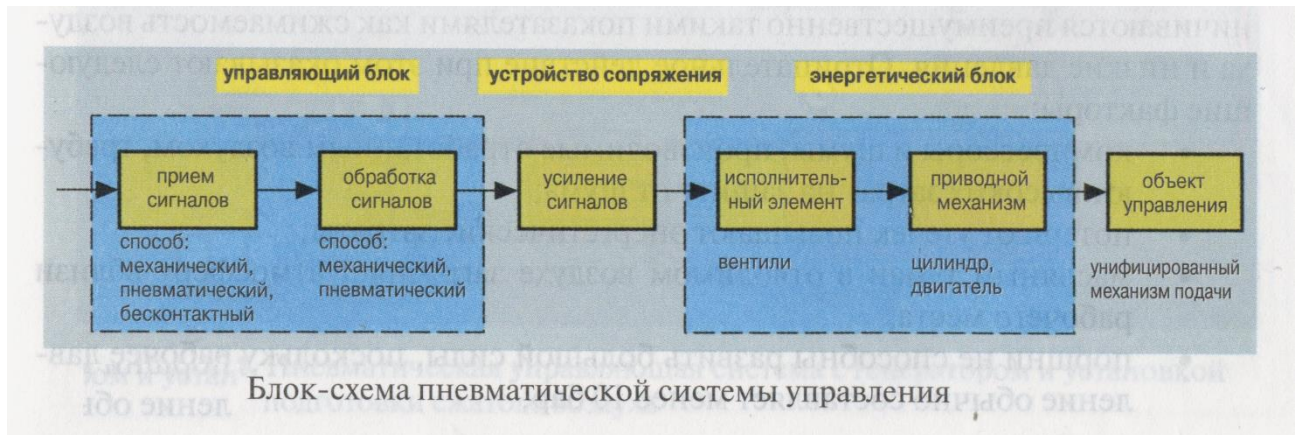 управляющий блок
устройство сопряжения
энергетический блок
прием
сигналов
способ:
механический,
пневматический,
бесконтактный
обработка
сигналов
способ:
механический,
пневматический
усиление
сигналов
исполнитель-
ный элемент
вентили
приводной
механизм
цилиндр,
двигатель
объект
управления
унифицированный
механизм подачи
Блок-схема пневматической системы управления